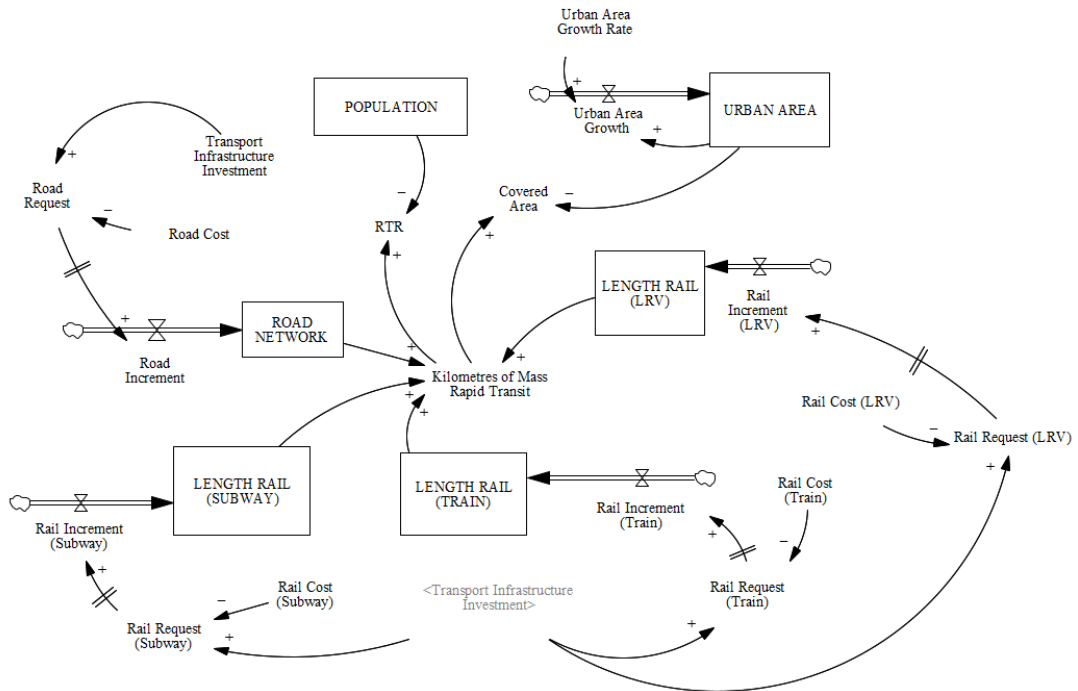 Urban Area
Growth Rate
POPULATION
URBAN AREA
Urban Area
Growth
+
+
Transport
Infrastructure
Investment
+
Road
Request
–
Road Cost
–
RTR
+
Covered
Area
–
+
LENGTH RAIL
(LRV)
Rail
Increment
(LRV)
+
+
ROAD
NETWORK
Road
Increment
+
+
Kilometres of Mass
Rapid Transit
+
+
Rail Cost (LRV)
–
Rail Request (LRV)
+
LENGTH RAIL
(SUBWAY)
LENGTH RAIL
(TRAIN)
Rail Increment
(Subway)
+
Rail Increment
(Train)
+
Rail Cost
(Train)
–
Rail Request
(Train)
+
Rail Cost
(Subway)
–
Rail Request
(Subway)
+
<Transport Infrastructure
Investment>